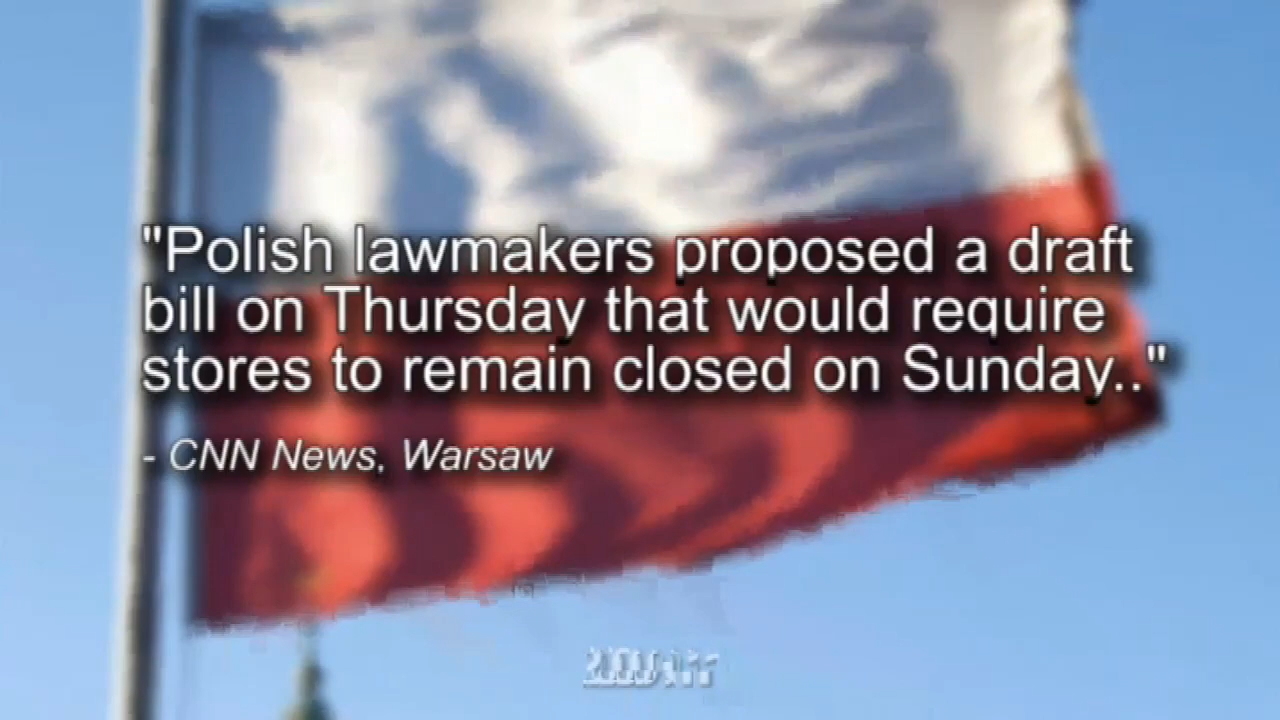 "Polish lawmakers proposed a draft
bill on Thursday that would require
stores to remain closed on Sunday.."
- CNN News, Warsaw